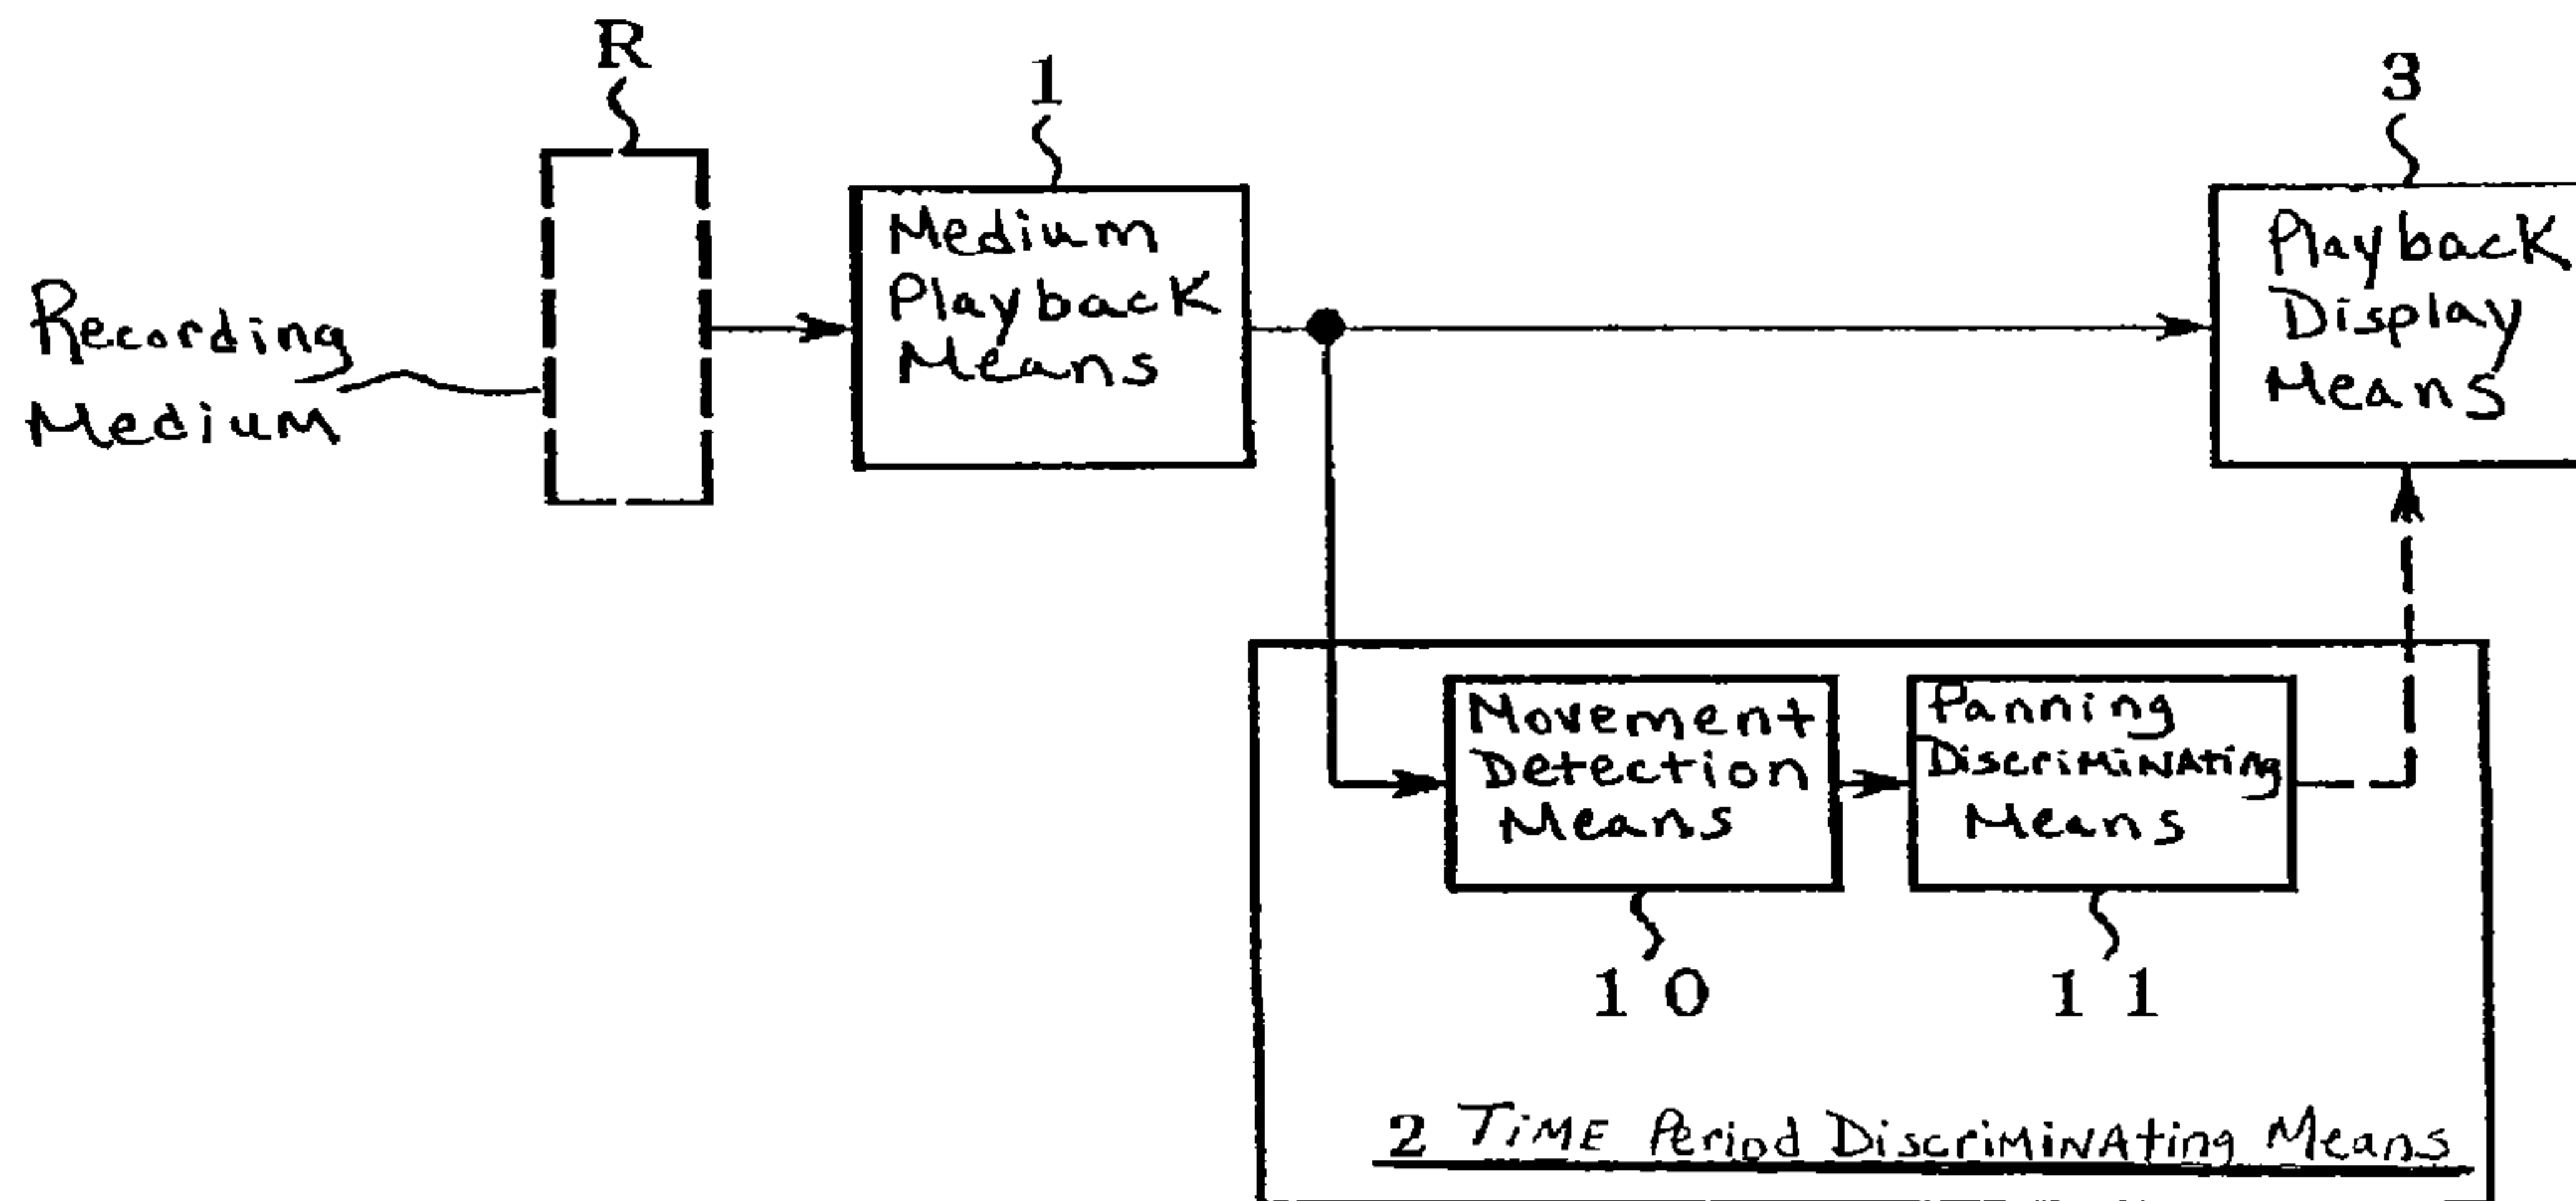 R
1
3
Recording
Medium
Medium
Playback
Means
Playback
Display
Means
Movement
Detection
Means
Panning
Discriminating
Means
10
11
2 Time Period Discriminating Means